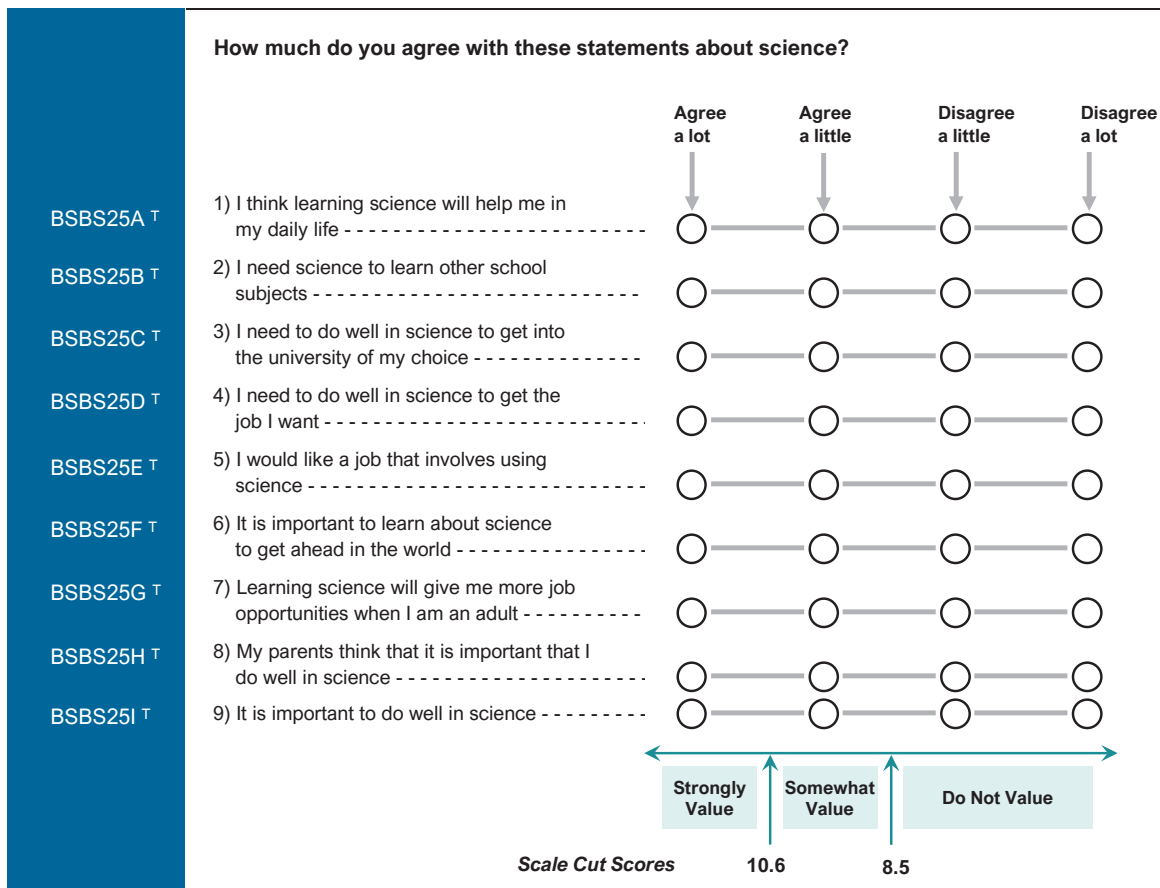 How much do you agree with these statements about science?
Agree a lot
Agree a little
Disagree a little
Disagree a lot
BSBS25A T
1) I think learning science will help me in
my daily life - - - - - - - - - - - - - - - - - - - - - - - - - -
BSBS25B T
2) I need science to learn other school
subjects - - - - - - - - - - - - - - - - - - - - - - - - - - - - -
BSBS25C T
3) I need to do well in science to get into
the university of my choice - - - - - - - - - - - - - -
BSBS25D T
4) I need to do well in science to get the
job I want - - - - - - - - - - - - - - - - - - - - - - - - - - - -
BSBS25E T
5) I would like a job that involves using
science - - - - - - - - - - - - - - - - - - - - - - - - - - - - - -
BSBS25F T
6) It is important to learn about science
to get ahead in the world - - - - - - - - - - - - - - - -
BSBS25G T
7) Learning science will give me more job
opportunities when I am an adult - - - - - - - - - -
BSBS25H T
8) My parents think that it is important that I
do well in science - - - - - - - - - - - - - - - - - - - - -
BSBS25I T
9) It is important to do well in science - - - - - - - - -
Strongly Value
Somewhat Value
Do Not Value
Scale Cut Scores 10.6 8.5